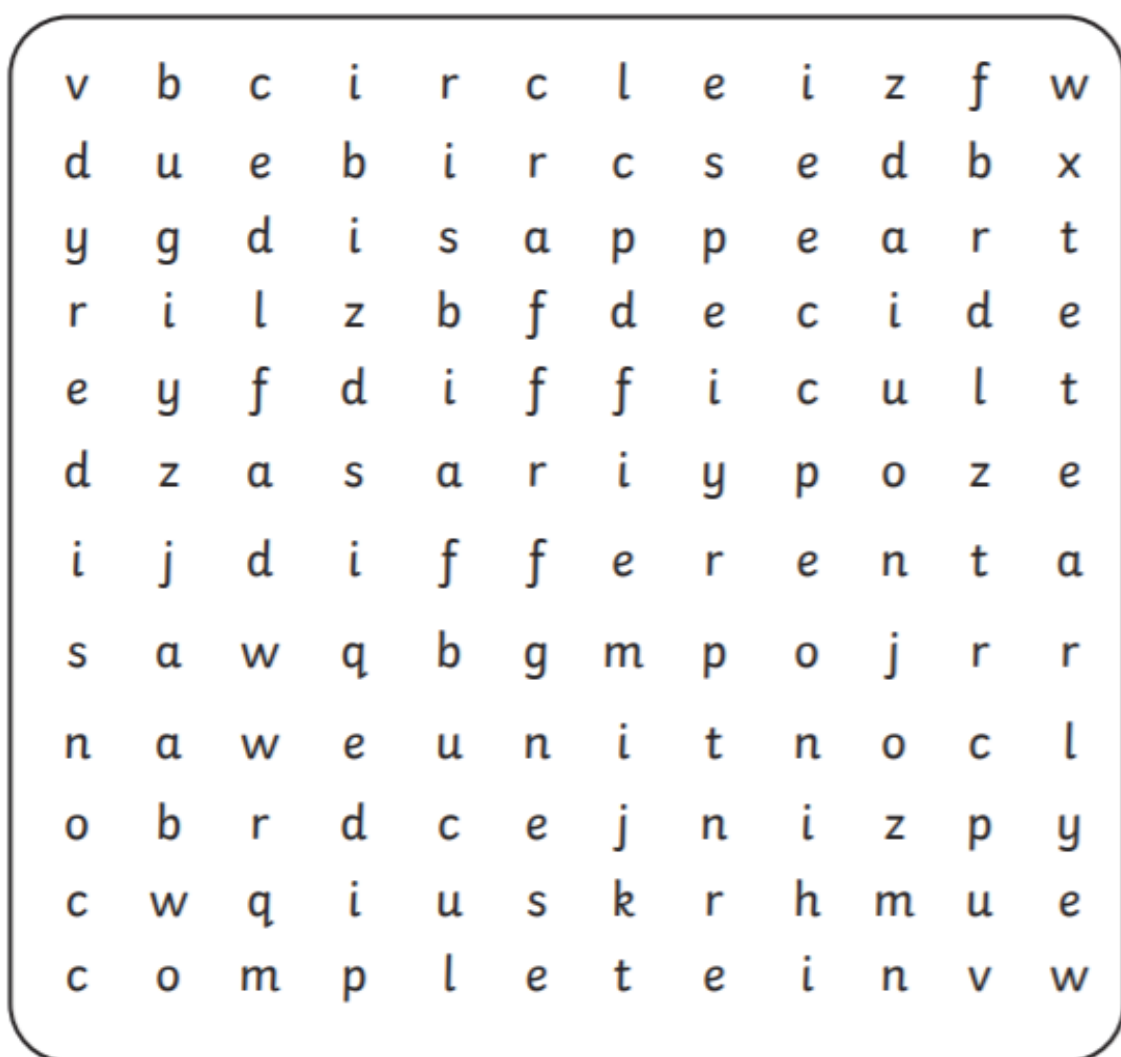 v b c i r c l e i z f w
d u e b i r c s e d b x
y g d i s a p p e a r t
r i l z b f d e c i d e
e y f d i f f i c u l t
d z a s a r i y p o z e
i j d i f f e r e n t a
s a w q b g m p o j r r
n a w e u n i t n o c l
o b r d c e j n i z p y
c w q i u s k r h m u e
c o m p l e t e i n v w